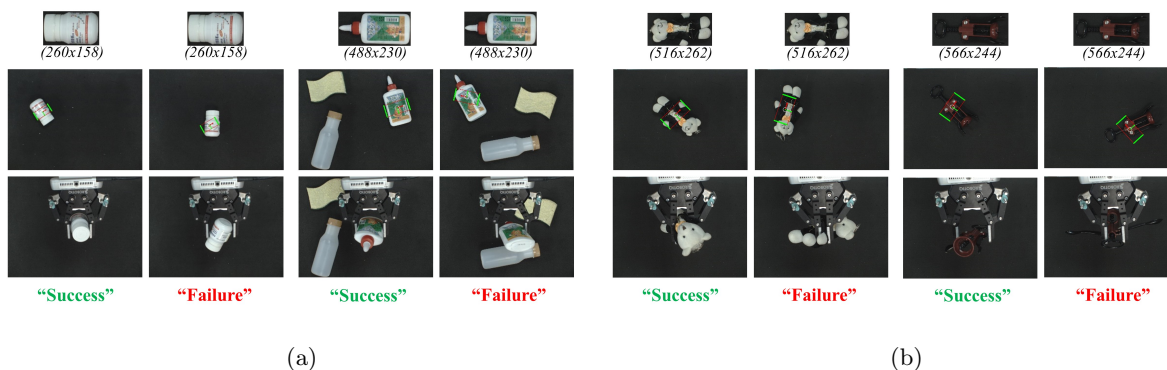 (260x158) (260x158) (488x230) (488x230) (516x262) (516x262) (566x244) (566x244)
“Success” “Failure” “Success” “Failure” “Success” “Failure” “Success” “Failure”
(a) (b)